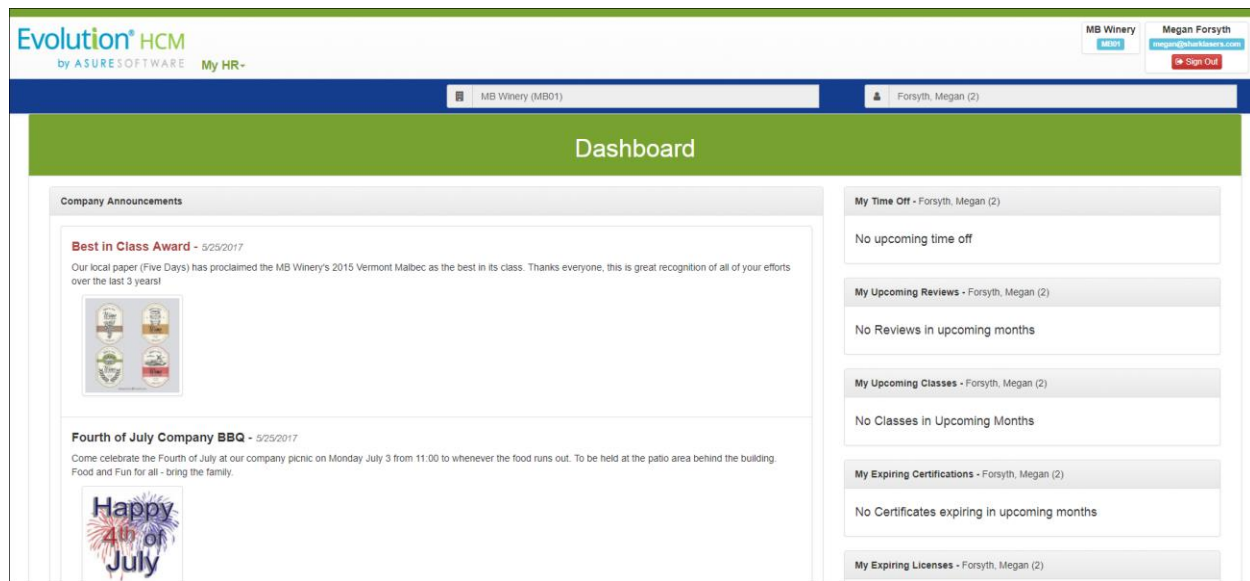 Evolution® HCM
by ASURESOFTWARE
My HR
MB Winery
MB01
Megan Forsyth
megan@sharklasers.com
Sign Out
MB Winery (MB01)
Forsyth, Megan (2)
Dashboard
Company Announcements
Best in Class Award - 5/25/2017
Our local paper (Five Days) has proclaimed the MB Winery's 2015 Vermont Malbec as the best in its class. Thanks everyone, this is great recognition of all of your efforts
over the last 3 years!
Fourth of July Company BBQ - 5/25/2017
Come celebrate the Fourth of July at our company picnic on Monday July 3 from 11:00 to whenever the food runs out. To be held at the patio area behind the building.
Food and Fun for all - bring the family.
Happy
4th of
July
My Time Off - Forsyth, Megan (2)
No upcoming time off
My Upcoming Reviews - Forsyth, Megan (2)
No Reviews in upcoming months
My Upcoming Classes - Forsyth, Megan (2)
No Classes in Upcoming Months
My Expiring Certifications - Forsyth, Megan (2)
No Certificates expiring in upcoming months
My Expiring Licenses - Forsyth, Megan (2)